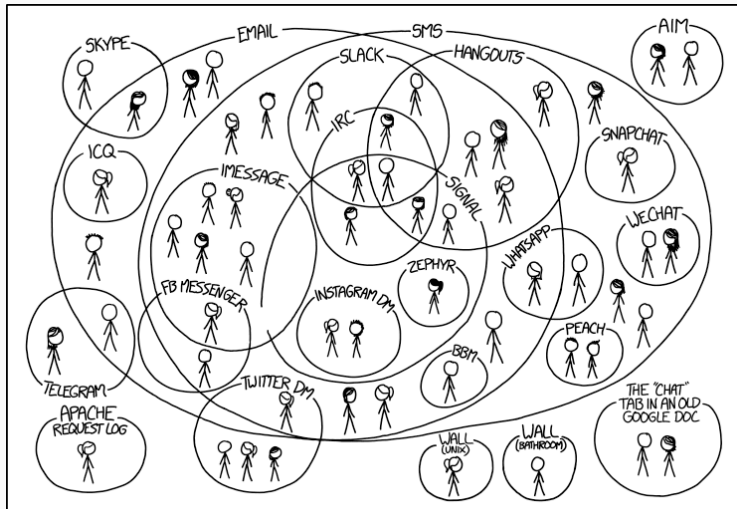 SKYPE
EMAIL
SMS
AIM
SLACK
HANGOUTS
IRC
SNAPCHAT
ICQ
IMESSAGE
SIGNAL
WECHAT
WHATSAPP
ZEPHYR
FB MESSENGER
INSTAGRAM DM
PEACH
TELEGRAM
TWITTER DM
BBM
APACHE
REQUEST LOG
WALL
(UNIX)
WALL
(BATHROOM)
THE "CHAT"
TAB IN AN OLD
GOOGLE DOC